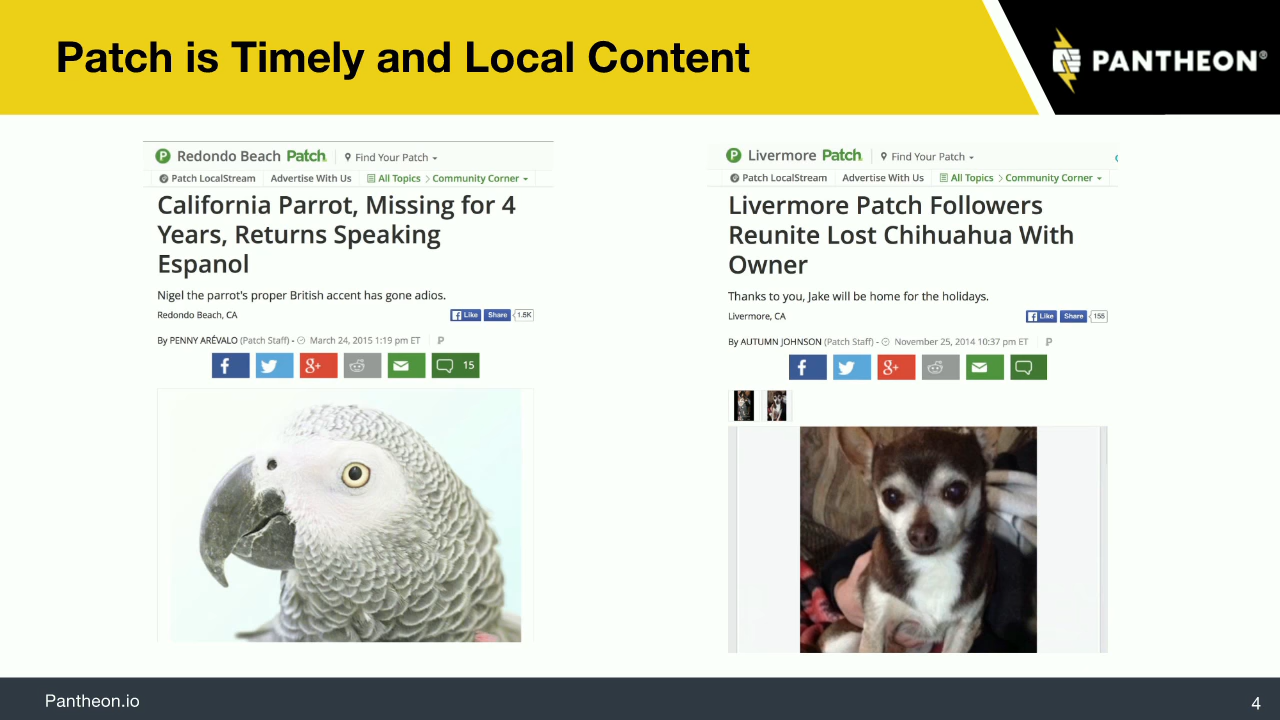 Patch is Timely and Local Content
PANTHEON®
Redondo Beach Patch
Find Your Patch
Patch LocalStream
Advertise With Us
All Topics
Community Corner
California Parrot, Missing for 4
Years, Returns Speaking
Espanol
Nigel the parrot's proper British accent has gone adios.
Redondo Beach, CA
Like
Share
1.5K
By PENNY ARÉVALO (Patch Staff) - March 24, 2015 1:19 pm ET
15
Livermore Patch
Find Your Patch
Patch LocalStream
Advertise With Us
All Topics
Community Corner
Livermore Patch Followers
Reunite Lost Chihuahua With
Owner
Thanks to you, Jake will be home for the holidays.
Livermore, CA
Like
Share
155
By AUTUMN JOHNSON (Patch Staff) - November 25, 2014 10:37 pm ET
Pantheon.io
4